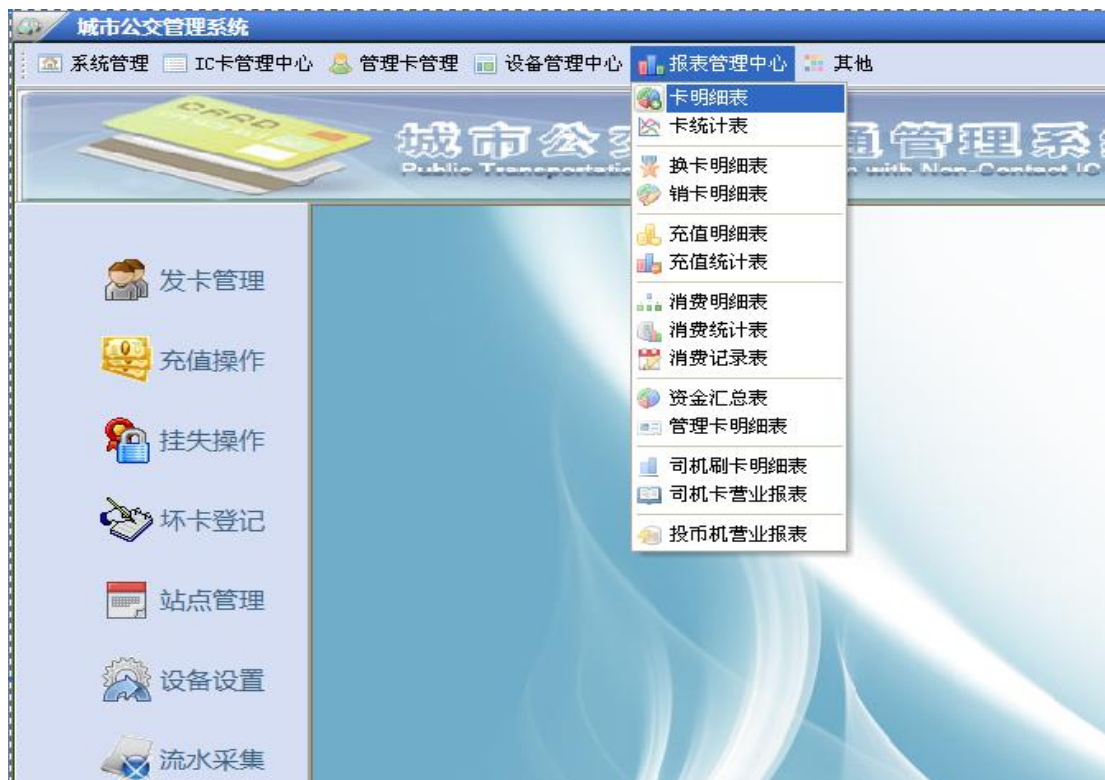 城市公交管理系统
系统管理 IC卡管理中心 管理卡管理 设备管理中心 报表管理中心 其他
CARD
城市公 通管理系
Public Transportatio with Non-Contact IC
卡明细表
卡统计表
换卡明细表
销卡明细表
充值明细表
充值统计表
消费明细表
消费统计表
消费记录表
资金汇总表
管理卡明细表
司机刷卡明细表
司机卡营业报表
投币机营业报表
发卡管理
充值操作
挂失操作
坏卡登记
站点管理
设备设置
流水采集